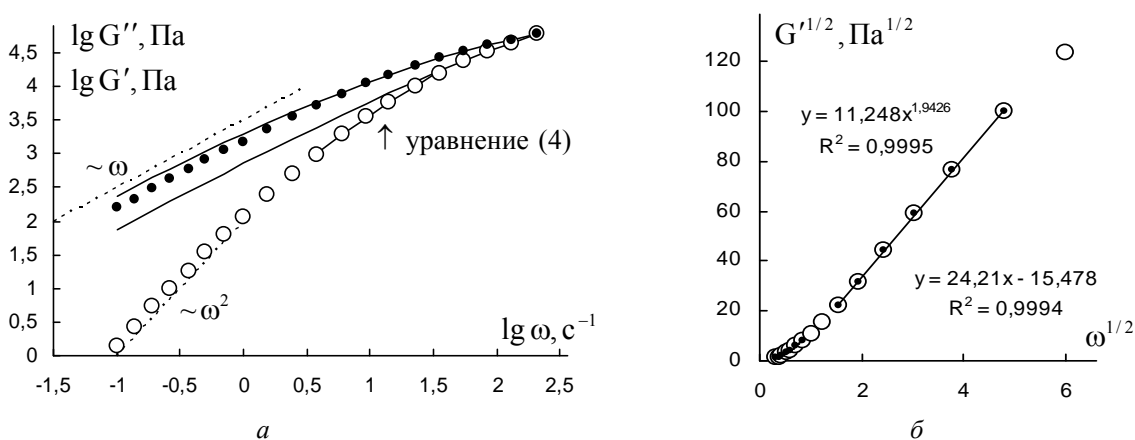 lg G′′, Па
lg G′, Па
4,5
4
3,5
3
2,5
2
1,5
1
0,5
0
~ω
~ω²
↑ уравнение (4)
lg ω, с⁻¹
-1,5 -1 -0,5 0 0,5 1 1,5 2 2,5
а
G′^1/2, Па^1/2
120
100
80
60
40
20
0
y = 11,248x^1,9426
R² = 0,9995
y = 24,21x - 15,478
R² = 0,9994
ω^1/2
0 2 4 6
б